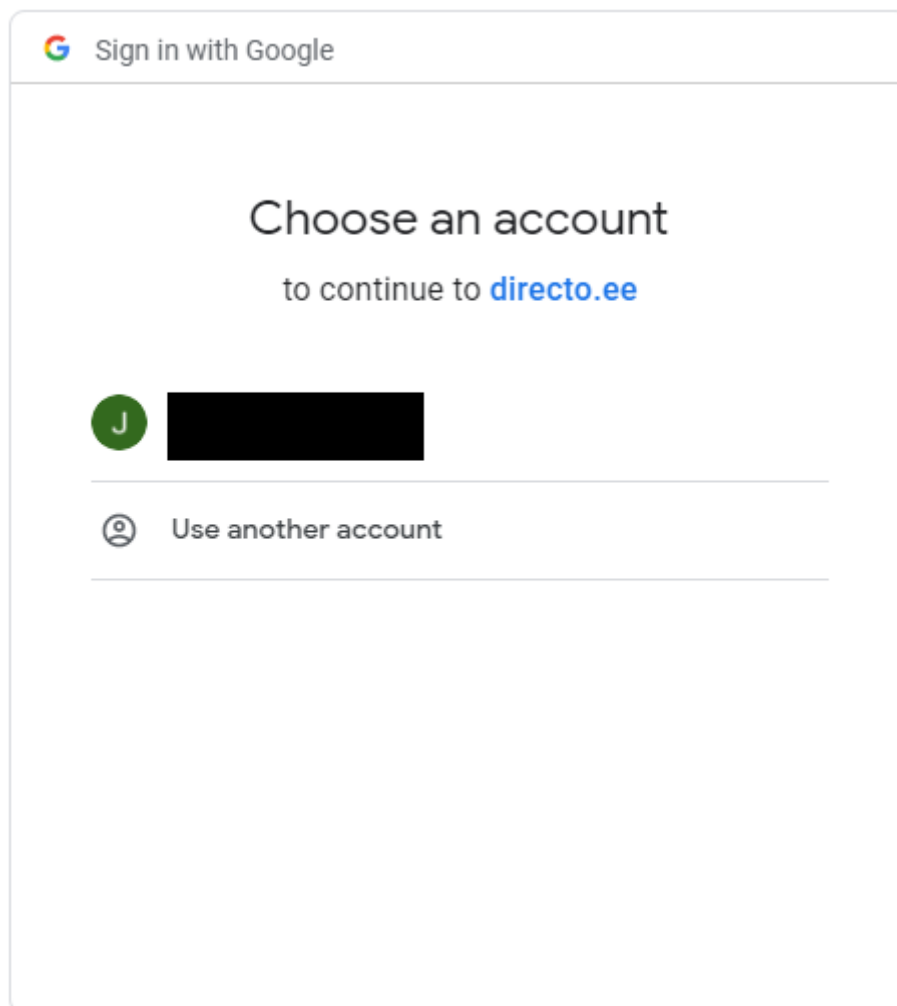 Sign in with Google
Choose an account
to continue to directo.ee
J
Use another account